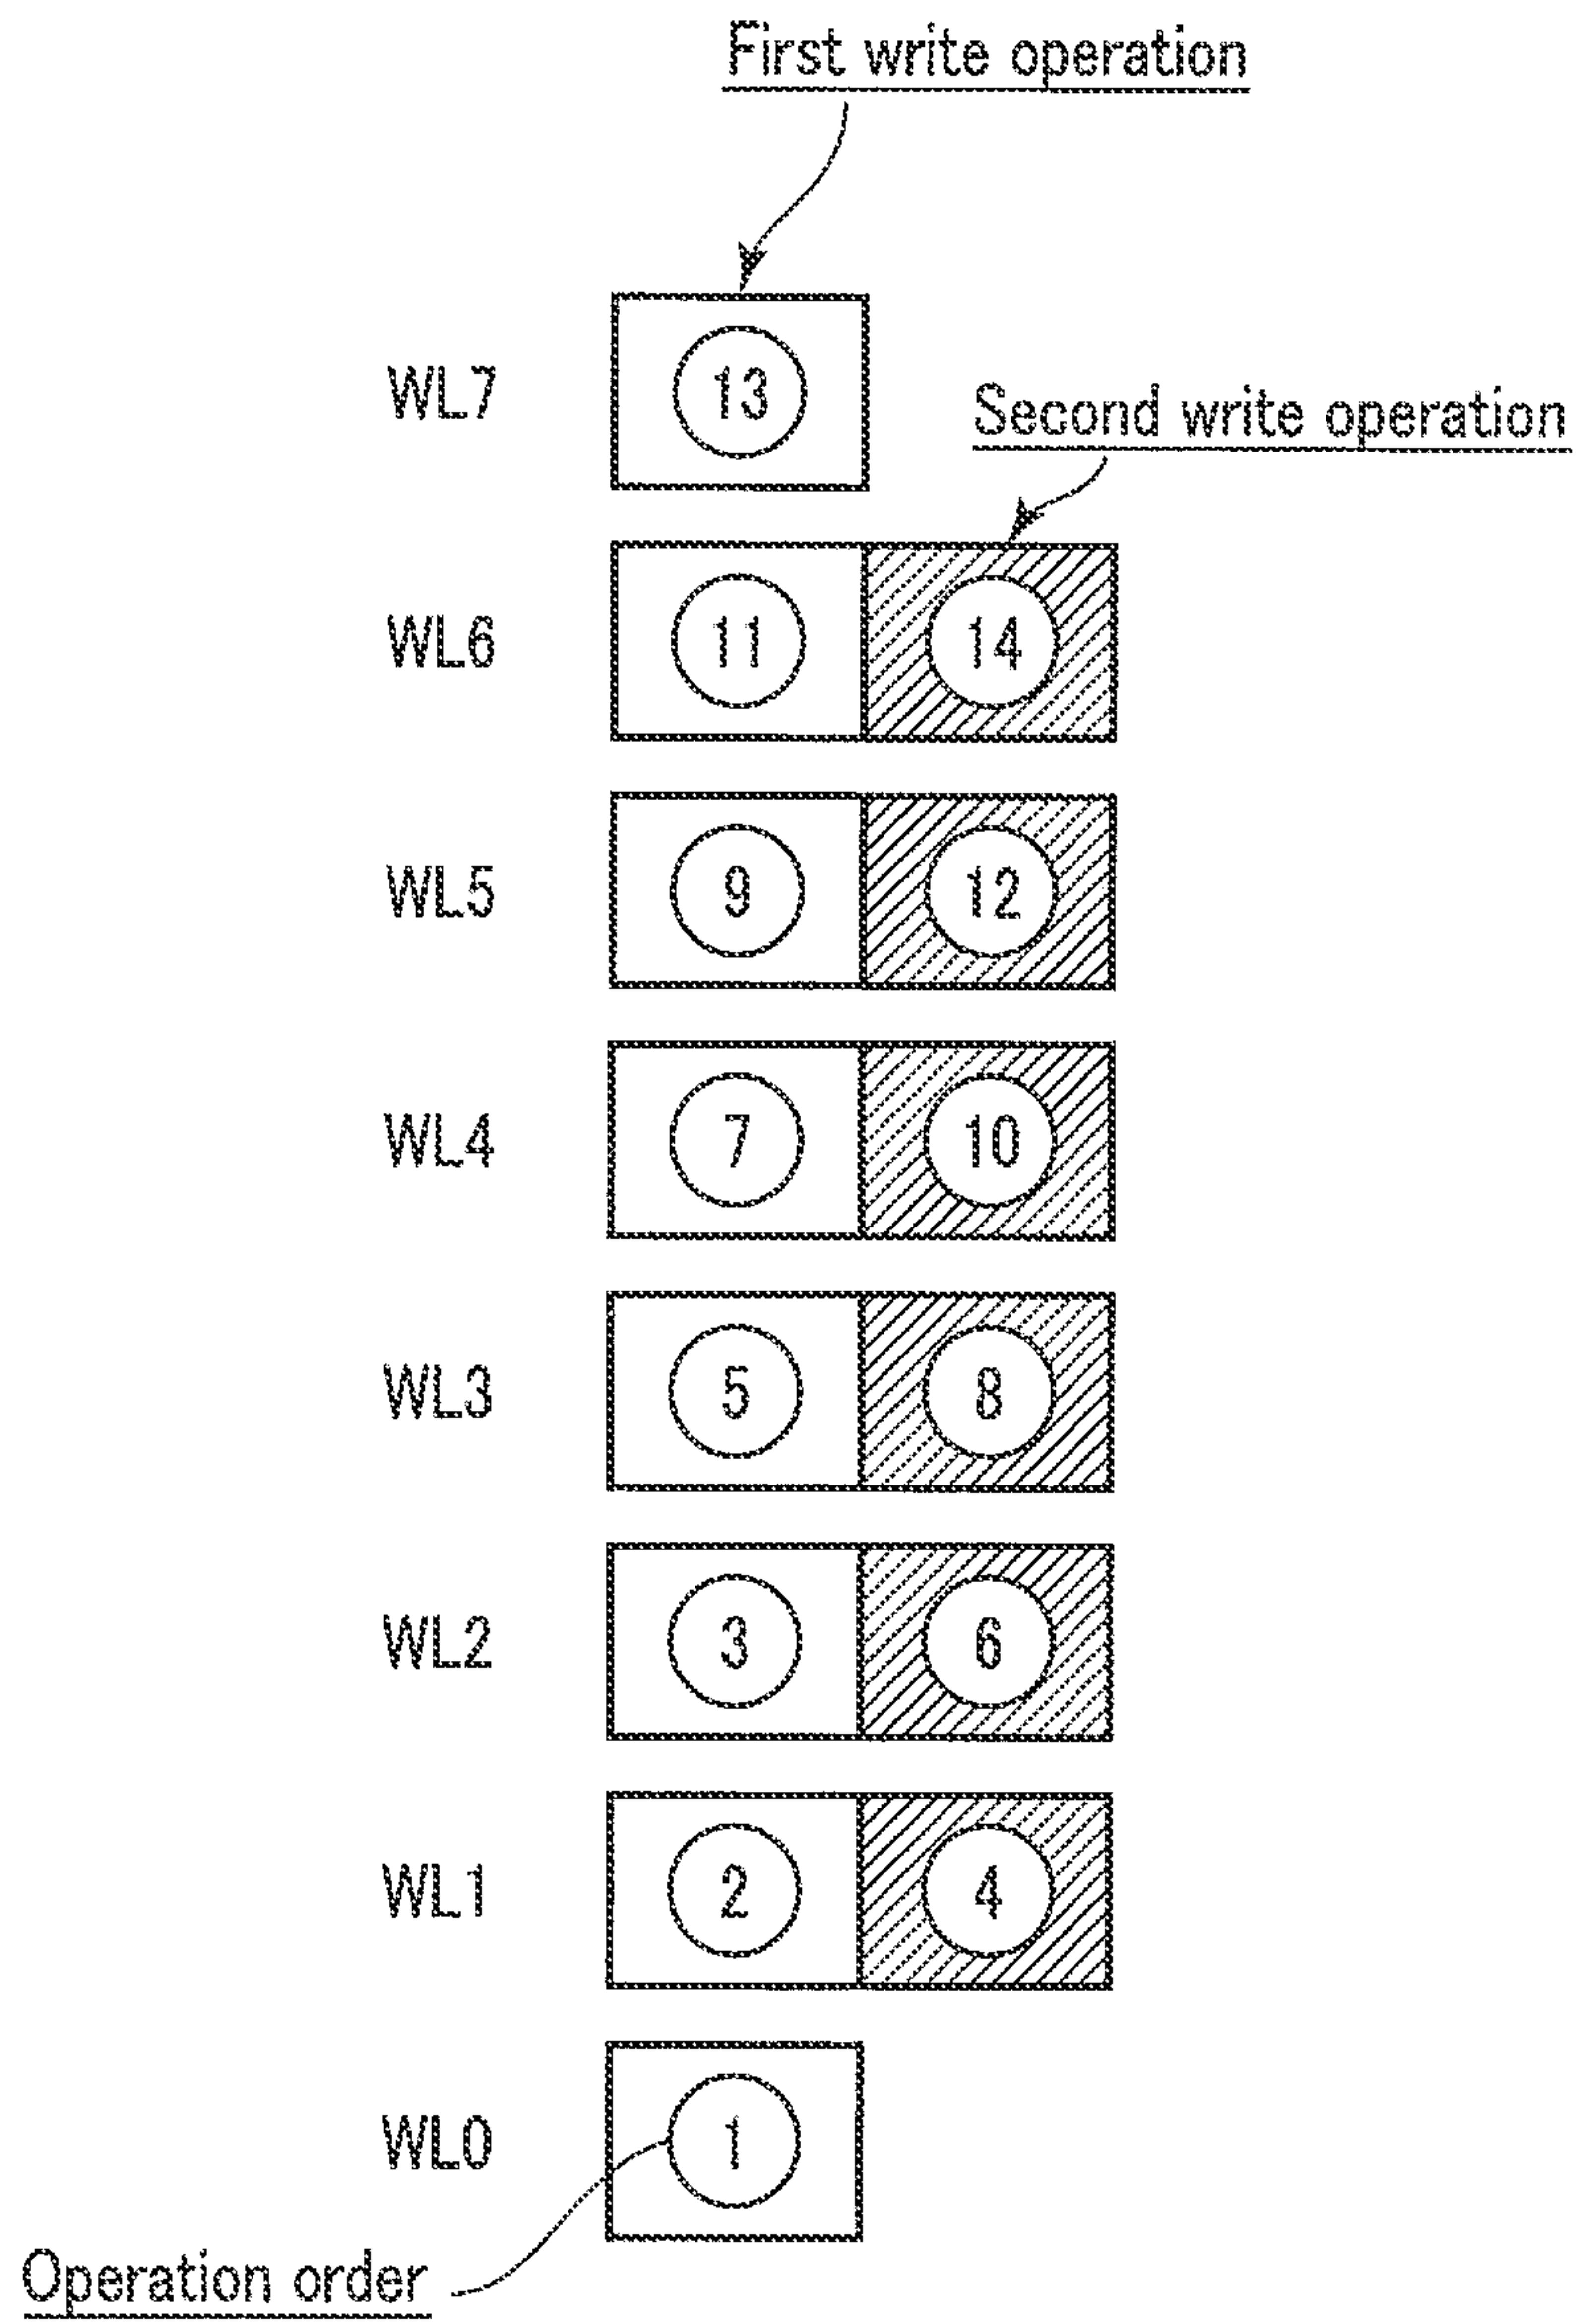 First write operation
WL7 13
Second write operation
WL6 11 14
WL5 9 12
WL4 7 10
WL3 5 8
WL2 3 6
WL1 2 4
WL0 1
Operation order